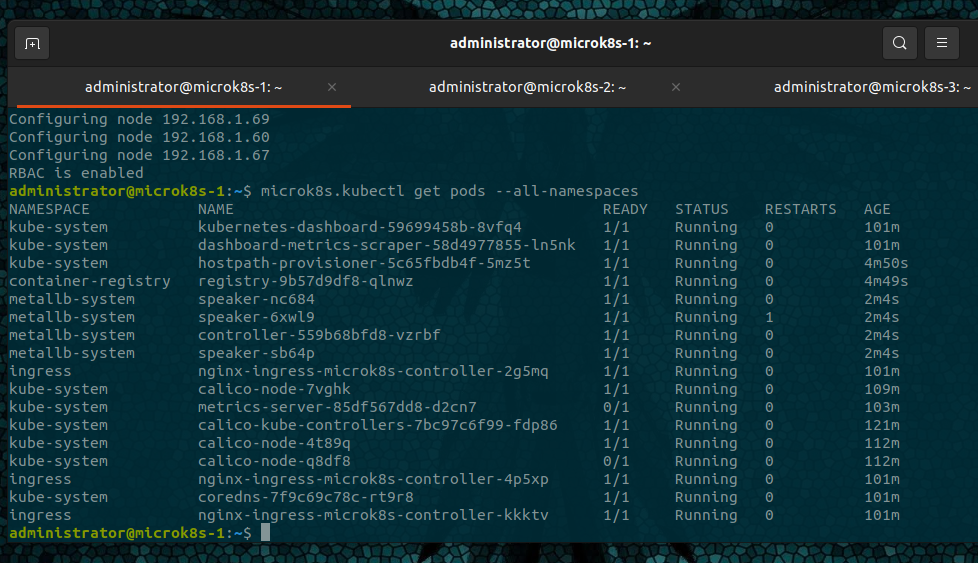 administrator@microk8s-1: ~
administrator@microk8s-1: ~ × administrator@microk8s-2: ~ × administrator@microk8s-3: ~
Configuring node 192.168.1.69
Configuring node 192.168.1.60
Configuring node 192.168.1.67
RBAC is enabled
administrator@microk8s-1:~$ microk8s.kubectl get pods --all-namespaces
NAMESPACE NAME READY STATUS RESTARTS AGE
kube-system kubernetes-dashboard-59699458b-8vfq4 1/1 Running 0 101m
kube-system dashboard-metrics-scraper-58d4977855-ln5nk 1/1 Running 0 101m
kube-system hostpath-provisioner-5c65fbdb4f-5mz5t 1/1 Running 0 4m50s
container-registry registry-9b57d9df8-qlnwz 1/1 Running 0 4m49s
metallb-system speaker-nc684 1/1 Running 0 2m4s
metallb-system speaker-6xwl9 1/1 Running 1 2m4s
metallb-system controller-559b68bfd8-vzrbf 1/1 Running 0 2m4s
metallb-system speaker-sb64p 1/1 Running 0 2m4s
ingress nginx-ingress-microk8s-controller-2g5mq 1/1 Running 0 101m
kube-system calico-node-7vghk 1/1 Running 0 109m
kube-system metrics-server-85df567dd8-d2cn7 0/1 Running 0 103m
kube-system calico-kube-controllers-7bc97c6f99-fdp86 1/1 Running 0 121m
kube-system calico-node-4t89q 1/1 Running 0 112m
kube-system calico-node-q8df8 0/1 Running 0 112m
ingress nginx-ingress-microk8s-controller-4p5xp 1/1 Running 0 101m
kube-system coredns-7f9c69c78c-rt9r8 1/1 Running 0 101m
ingress nginx-ingress-microk8s-controller-kkktv 1/1 Running 0 101m
administrator@microk8s-1:~$